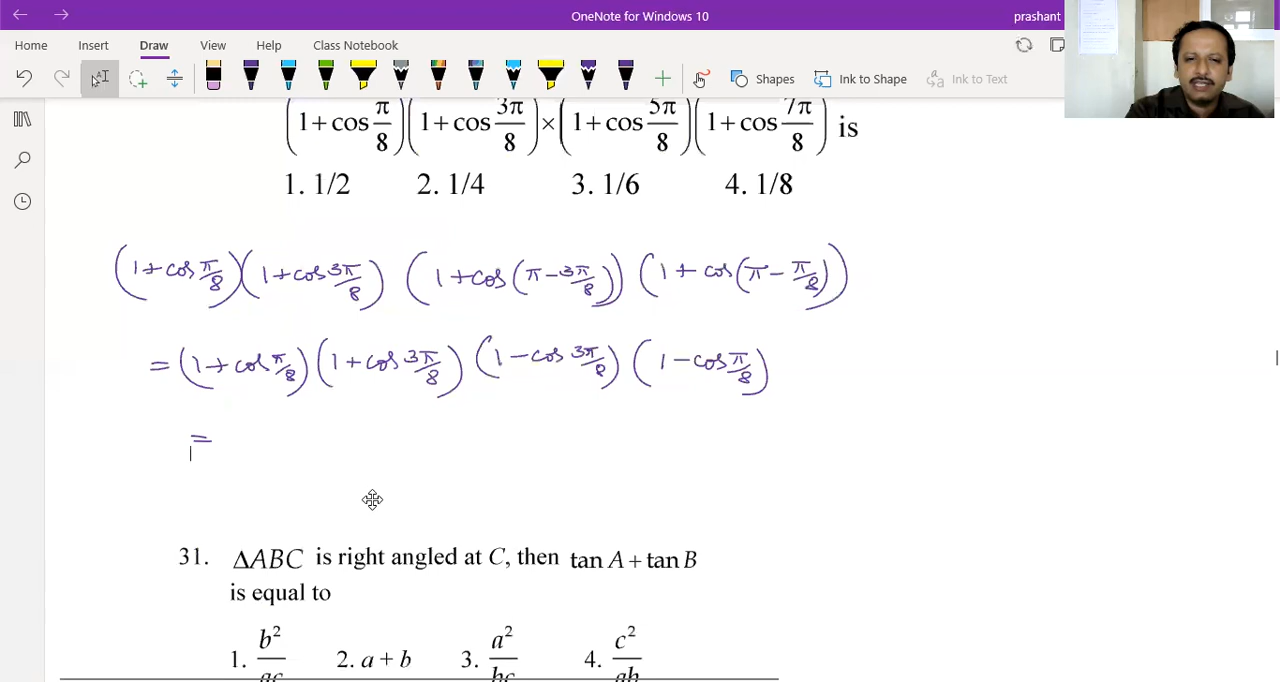 OneNote for Windows 10
prashant
Home Insert Draw View Help Class Notebook
Shapes Ink to Shape Ink to Text
(1+cos π/8)(1+cos 3π/8)×(1+cos 5π/8)(1+cos 7π/8) is
1. 1/2 2. 1/4 3. 1/6 4. 1/8
(1+cos π/8)(1+cos 3π/8) (1+cos(π-3π/8)) (1+cos(π-π/8))
= (1+cos π/8)(1+cos 3π/8)(1-cos 3π/8)(1-cos π/8)
=
31. ΔABC is right angled at C, then tan A+tan B
is equal to
1. b²/ac 2. a + b 3. a²/bc 4. c²/ab